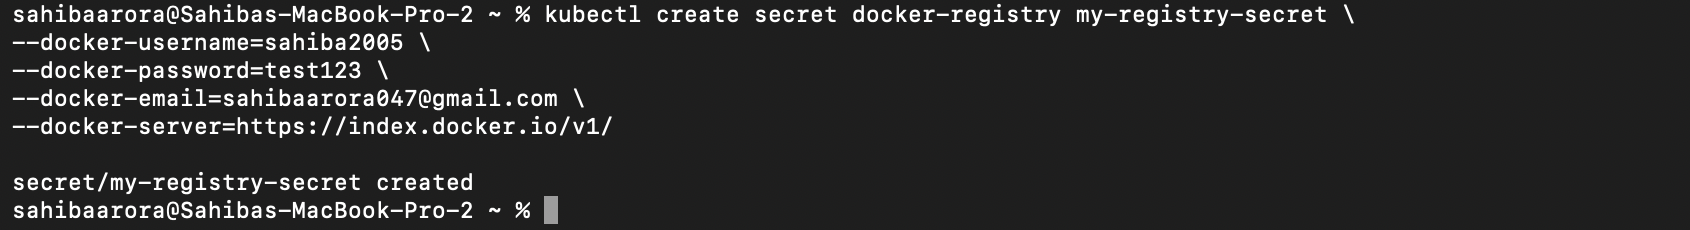 sahibaarora@Sahibas-MacBook-Pro-2 ~ % kubectl create secret docker-registry my-registry-secret \
--docker-username=sahiba2005 \
--docker-password=test123 \
--docker-email=sahibaarora047@gmail.com \
--docker-server=https://index.docker.io/v1/
secret/my-registry-secret created
sahibaarora@Sahibas-MacBook-Pro-2 ~ %